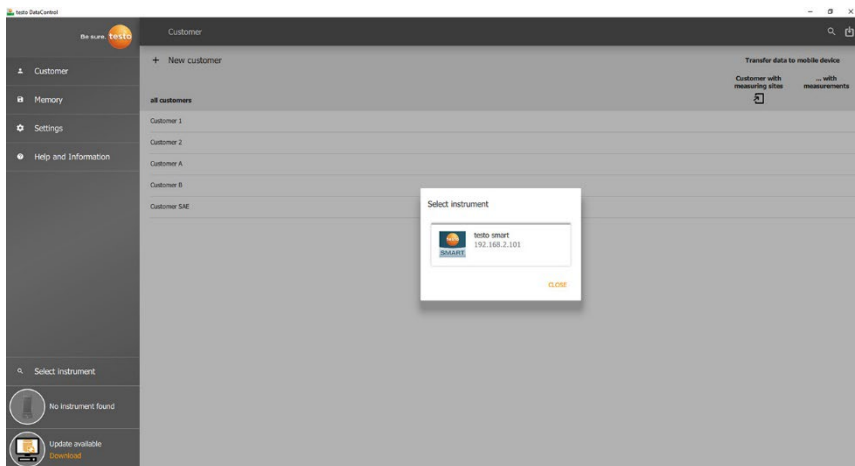 testo DataControl
Be sure. testo
Customer
Customer
Memory
Settings
Help and Information
+ New customer
Transfer data to mobile device
Customer with
measuring sites
... with
measurements
all customers
Customer 1
Customer 2
Customer A
Customer B
Customer SAE
Select instrument
testo
SMART
testo smart
192.168.2.101
CLOSE
Select instrument
No instrument found
Update available
Download